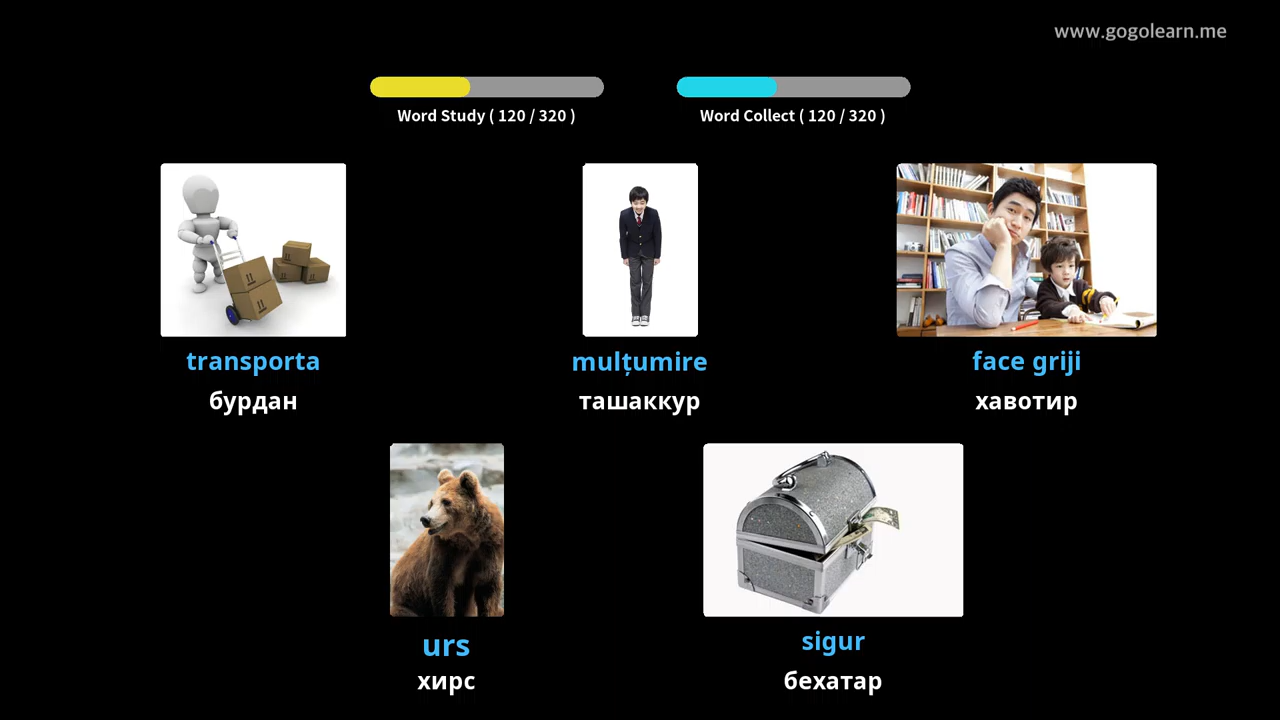 www.gogolearn.me
Word Study ( 120 / 320 )
Word Collect ( 120 / 320 )
transporta
бурдан
mulțumire
ташаккур
face griji
хавотир
urs
хирс
sigur
бехатар